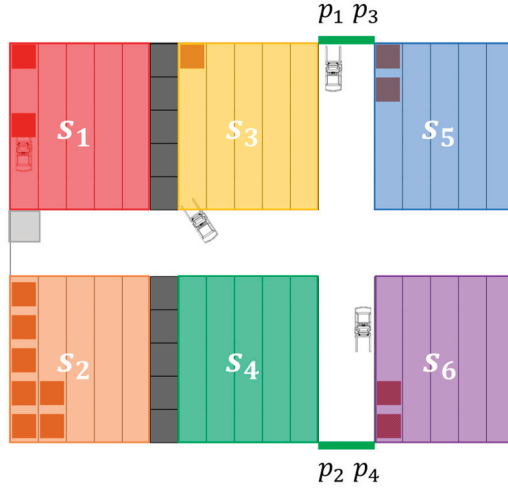 p₁ p₃
s₁ s₃ s₅
s₂ s₄ s₆
p₂ p₄